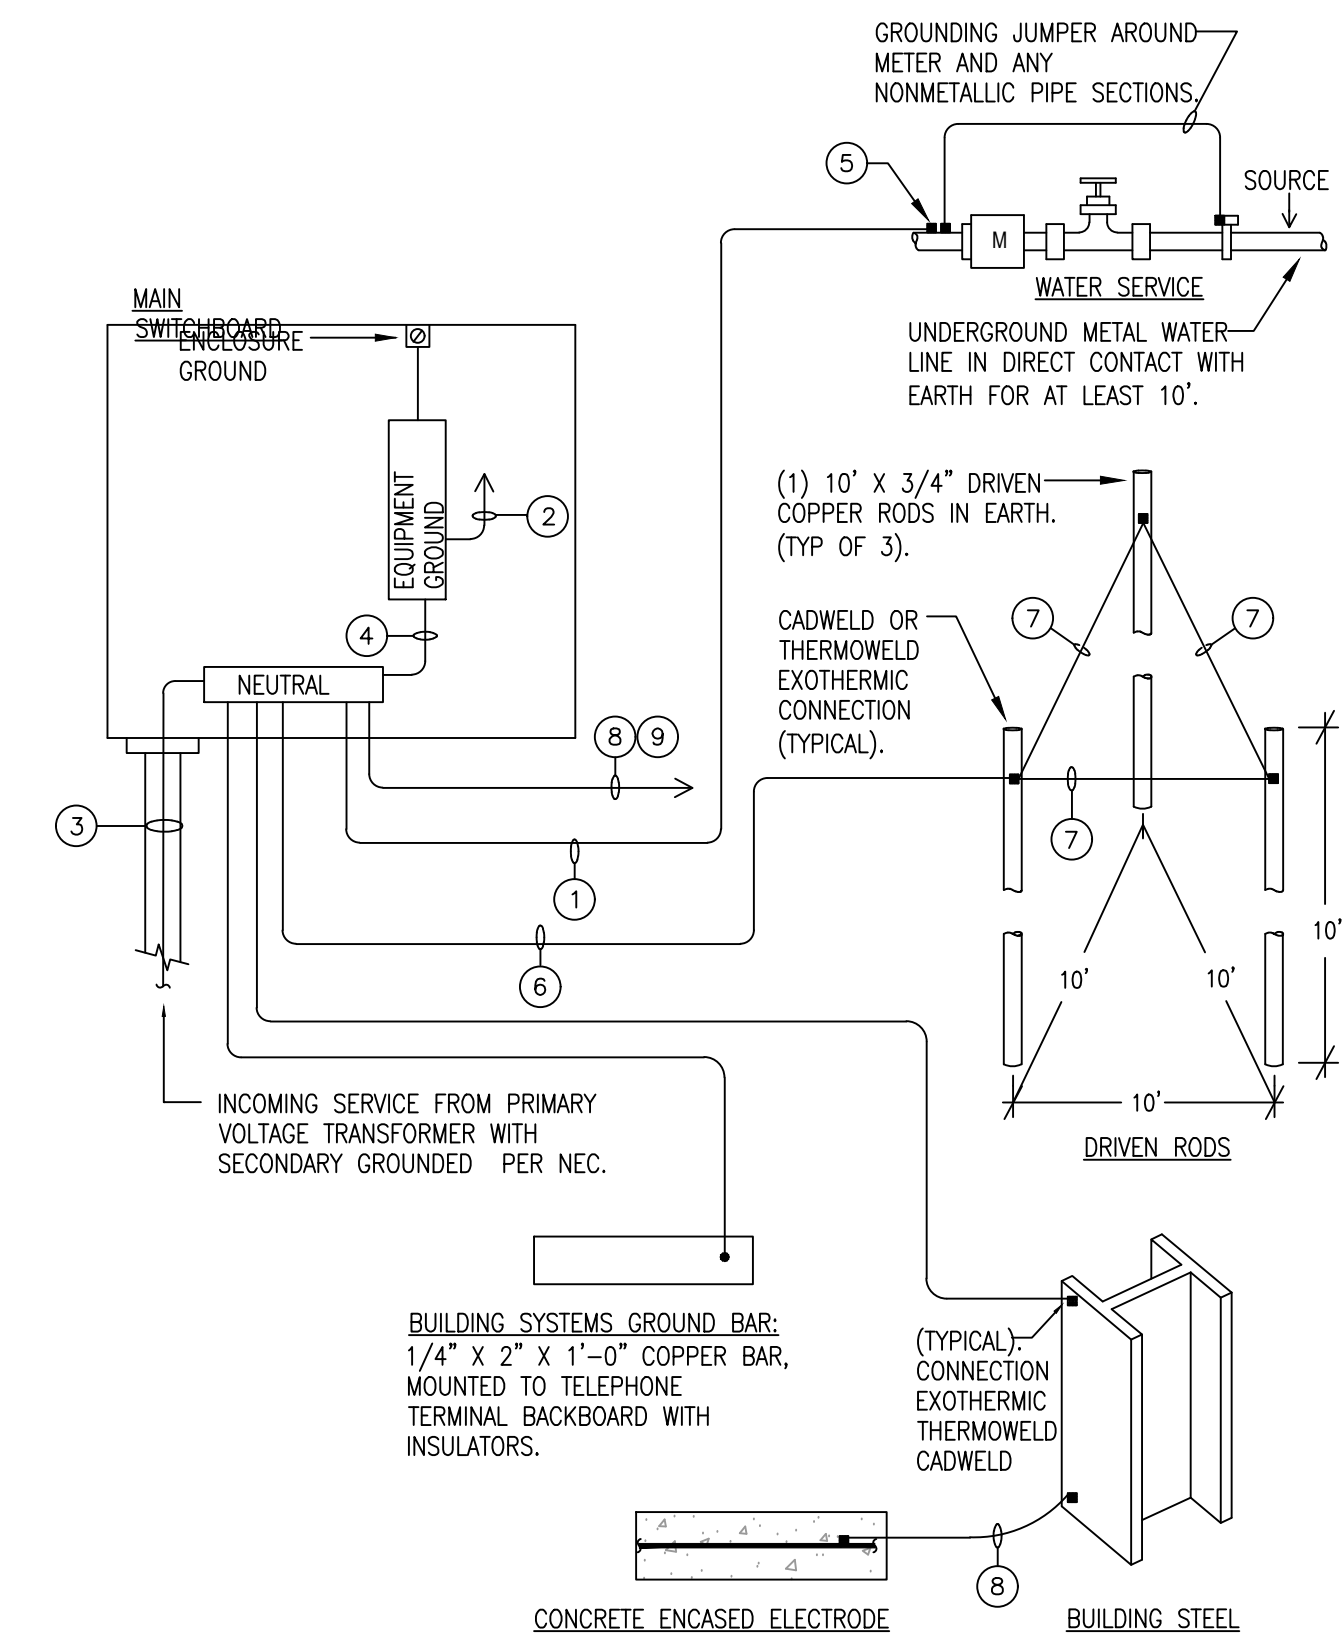 GROUNDING JUMPER AROUND
METER AND ANY
NONMETALLIC PIPE SECTIONS.
5
SOURCE
M
WATER SERVICE
UNDERGROUND METAL WATER
LINE IN DIRECT CONTACT WITH
EARTH FOR AT LEAST 10'.
MAIN
SWITCHBOARD
ENCLOSURE
GROUND
EQUIPMENT
GROUND
2
4
NEUTRAL
8 9
3
1
6
(1) 10' X 3/4" DRIVEN
COPPER RODS IN EARTH.
(TYP OF 3).
CADWELD OR
THERMOWELD
EXOTHERMIC
CONNECTION
(TYPICAL).
7
7
7
10'
10'
10'
10'
DRIVEN RODS
INCOMING SERVICE FROM PRIMARY
VOLTAGE TRANSFORMER WITH
SECONDARY GROUNDED PER NEC.
BUILDING SYSTEMS GROUND BAR:
1/4" X 2" X 1'-0" COPPER BAR,
MOUNTED TO TELEPHONE
TERMINAL BACKBOARD WITH
INSULATORS.
(TYPICAL).
CONNECTION
EXOTHERMIC
THERMOWELD
CADWELD
8
CONCRETE ENCASED ELECTRODE
BUILDING STEEL